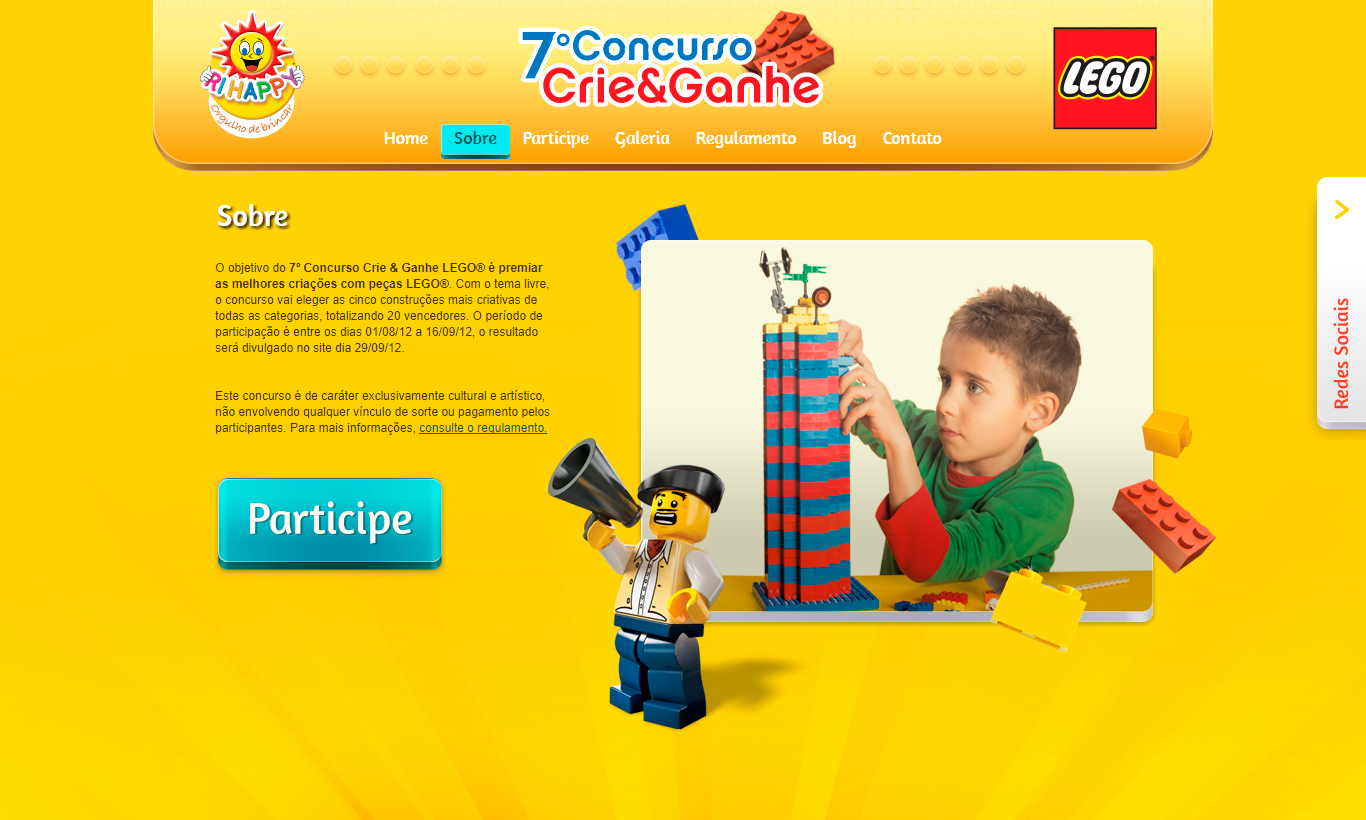 RI HAPPY
Orgulho de brincar
7º Concurso
Crie&Ganhe
LEGO®
Home Sobre Participe Galeria Regulamento Blog Contato
Sobre
O objetivo do 7º Concurso Crie & Ganhe LEGO® é premiar
as melhores criações com peças LEGO®. Com o tema livre,
o concurso vai eleger as cinco construções mais criativas de
todas as categorias, totalizando 20 vencedores. O período de
participação é entre os dias 01/08/12 a 16/09/12, o resultado
será divulgado no site dia 29/09/12.
Este concurso é de caráter exclusivamente cultural e artístico,
não envolvendo qualquer vínculo de sorte ou pagamento pelos
participantes. Para mais informações, consulte o regulamento.
Participe
Redes Sociais